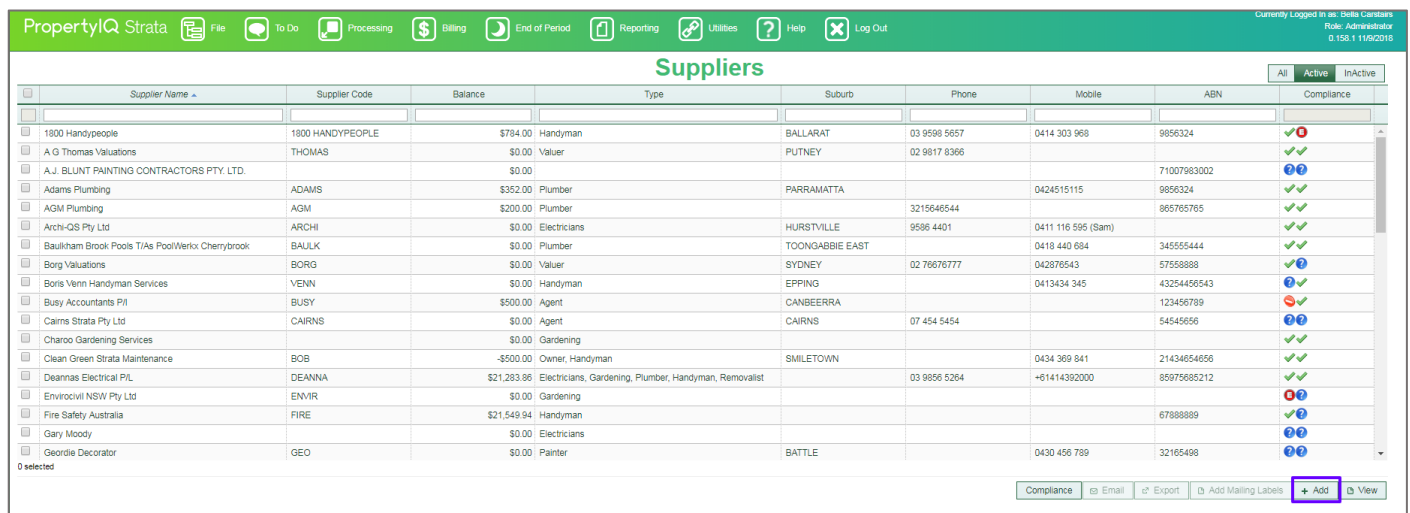 Currently Logged In as: Bella Carstairs
PropertyIQ Strata File To Do Processing Billing End of Period Reporting Utilities Help Log Out Role: Administrator
0.158.1 11/9/2018
Suppliers
All Active InActive
Supplier Name Supplier Code Balance Type Suburb Phone Mobile ABN Compliance
1800 Handypeople 1800 HANDYPEOPLE $784.00 Handyman BALLARAT 03 9598 5657 0414 303 968 9856324
A G Thomas Valuations THOMAS $0.00 Valuer PUTNEY 02 9817 8366
A.J. BLUNT PAINTING CONTRACTORS PTY. LTD. $0.00 71007983002
Adams Plumbing ADAMS $352.00 Plumber PARRAMATTA 0424515115 9856324
AGM Plumbing AGM $200.00 Plumber 3215646544 865765765
Archi-QS Pty Ltd ARCHI $0.00 Electricians HURSTVILLE 9586 4401 0411 116 595 (Sam)
Baulkham Brook Pools T/As PoolWerkx Cherrybrook BAULK $0.00 Plumber TOONGABBIE EAST 0418 440 684 345555444
Borg Valuations BORG $0.00 Valuer SYDNEY 02 76676777 042876543 57558888
Boris Venn Handyman Services VENN $0.00 Handyman EPPING 0413434 345 43254456543
Busy Accountants P/l BUSY $500.00 Agent CANBEERRA 123456789
Cairns Strata Pty Ltd CAIRNS $0.00 Agent CAIRNS 07 454 5454 54545656
Charoo Gardening Services $0.00 Gardening
Clean Green Strata Maintenance BOB -$500.00 Owner, Handyman SMILETOWN 0434 369 841 21434654656
Deannas Electrical P/L DEANNA $21,283.86 Electricians, Gardening, Plumber, Handyman, Removalist 03 9856 5264 +61414392000 85975685212
Envirocivil NSW Pty Ltd ENVIR $0.00 Gardening
Fire Safety Australia FIRE $21,549.94 Handyman 67888889
Gary Moody $0.00 Electricians
Geordie Decorator GEO $0.00 Painter BATTLE 0430 456 789 32165498
0 selected
Compliance Email Export Add Mailing Labels + Add View